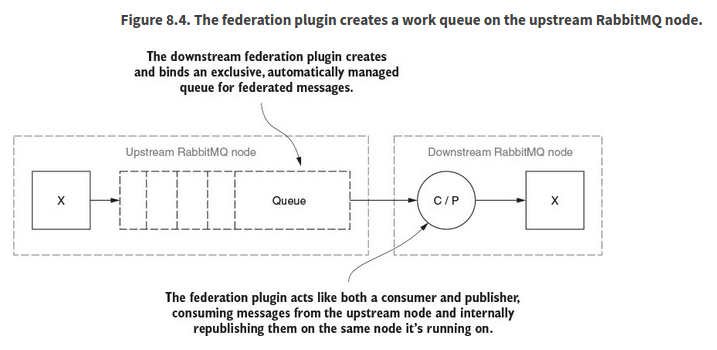 Figure 8.4. The federation plugin creates a work queue on the upstream RabbitMQ node.
The downstream federation plugin creates
and binds an exclusive, automatically managed
queue for federated messages.
Upstream RabbitMQ node
Downstream RabbitMQ node
X
Queue
C / P
X
The federation plugin acts like both a consumer and publisher,
consuming messages from the upstream node and internally
republishing them on the same node it's running on.